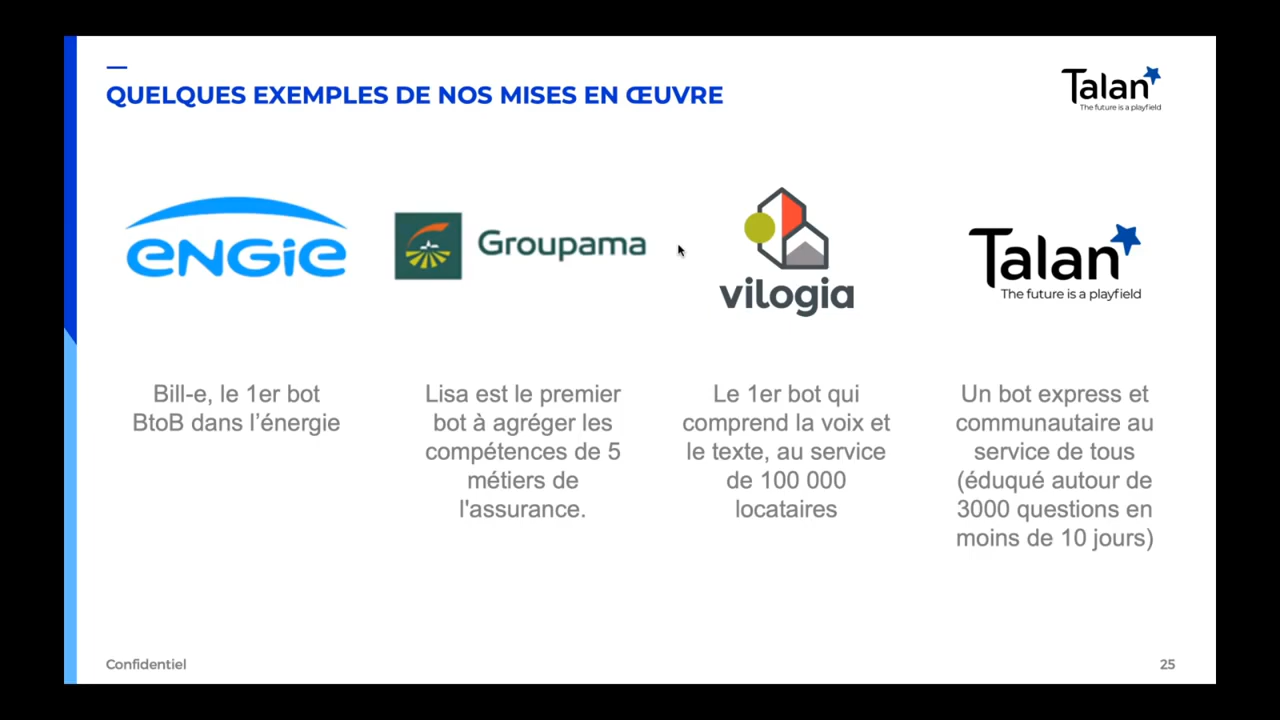 QUELQUES EXEMPLES DE NOS MISES EN ŒUVRE
Talan
The future is a playfield
ENGIE
Groupama
vilogia
Talan
The future is a playfield
Bill-e, le 1er bot
BtoB dans l’énergie
Lisa est le premier
bot à agréger les
compétences de 5
métiers de
l'assurance.
Le 1er bot qui
comprend la voix et
le texte, au service
de 100 000
locataires
Un bot express et
communautaire au
service de tous
(éduqué autour de
3000 questions en
moins de 10 jours)
Confidentiel
25